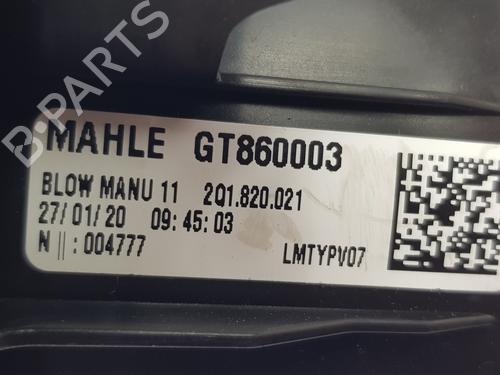 B-PARTS
MAHLE GT860003
BLOW MANU 11 2Q1.820.021
27/01/20 09:45:03
N ||: 004777 LMTYPV07